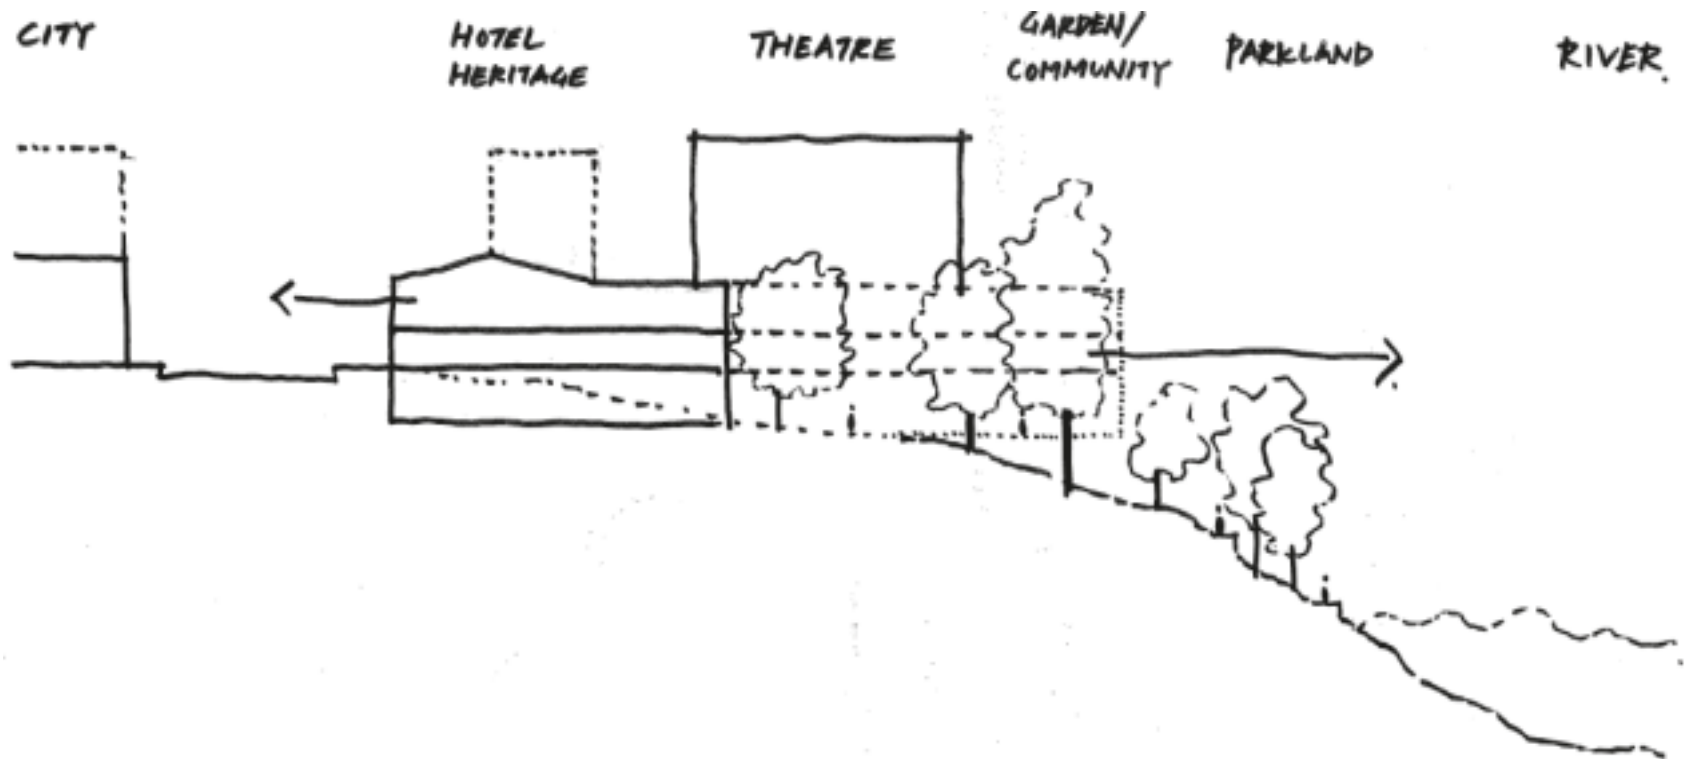 CITY
HOTEL
HERITAGE
THEATRE
GARDEN/
COMMUNITY
PARKLAND
RIVER.